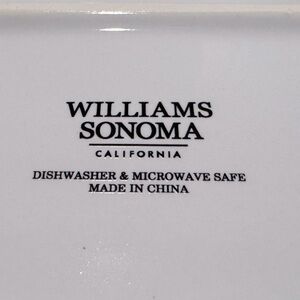 WILLIAMS
SONOMA
CALIFORNIA
DISHWASHER & MICROWAVE SAFE
MADE IN CHINA